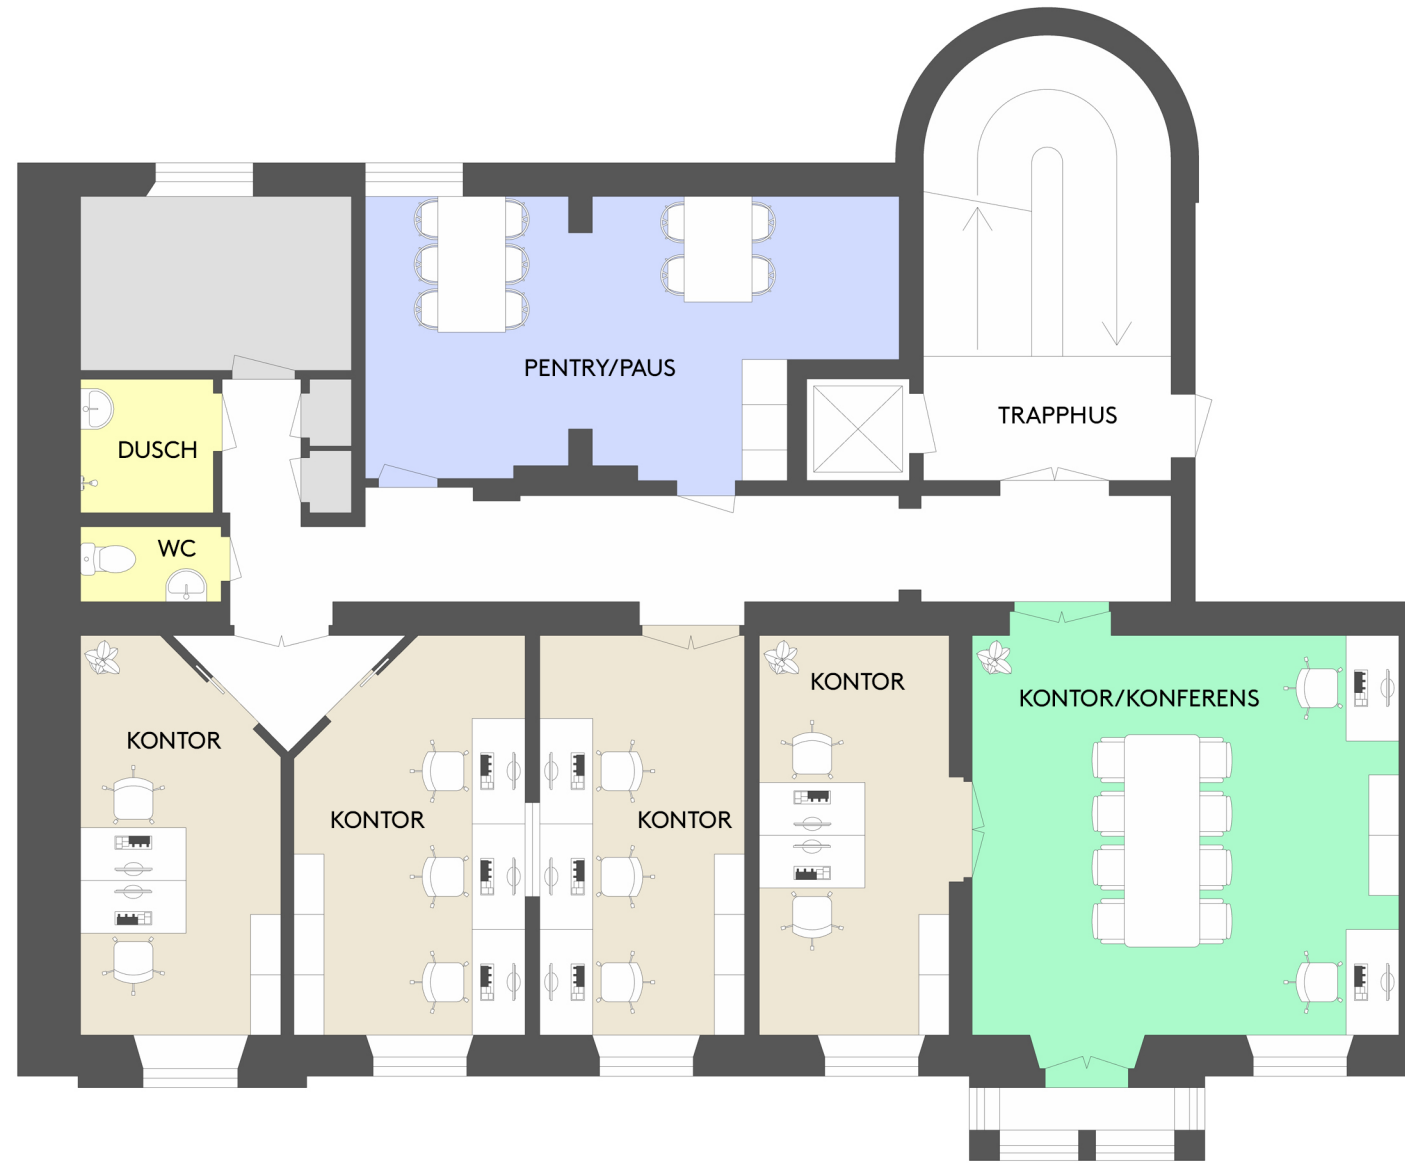 PENTRY/PAUS
TRAPPHUS
DUSCH
WC
KONTOR
KONTOR/KONFERENS
KONTOR
KONTOR
KONTOR